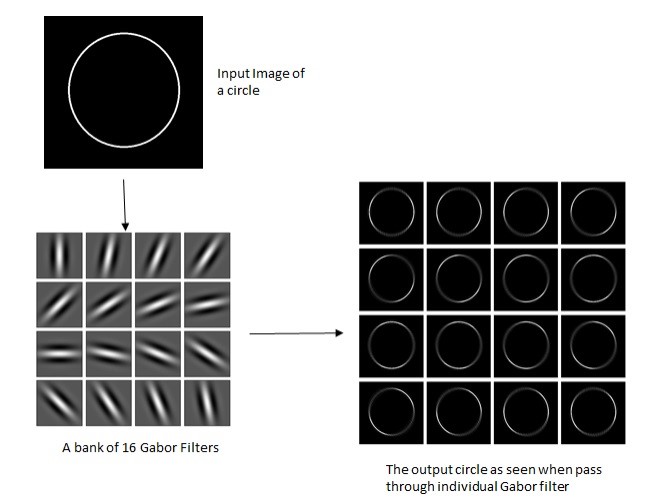 Input Image of
a circle
A bank of 16 Gabor Filters
The output circle as seen when pass
through individual Gabor filter